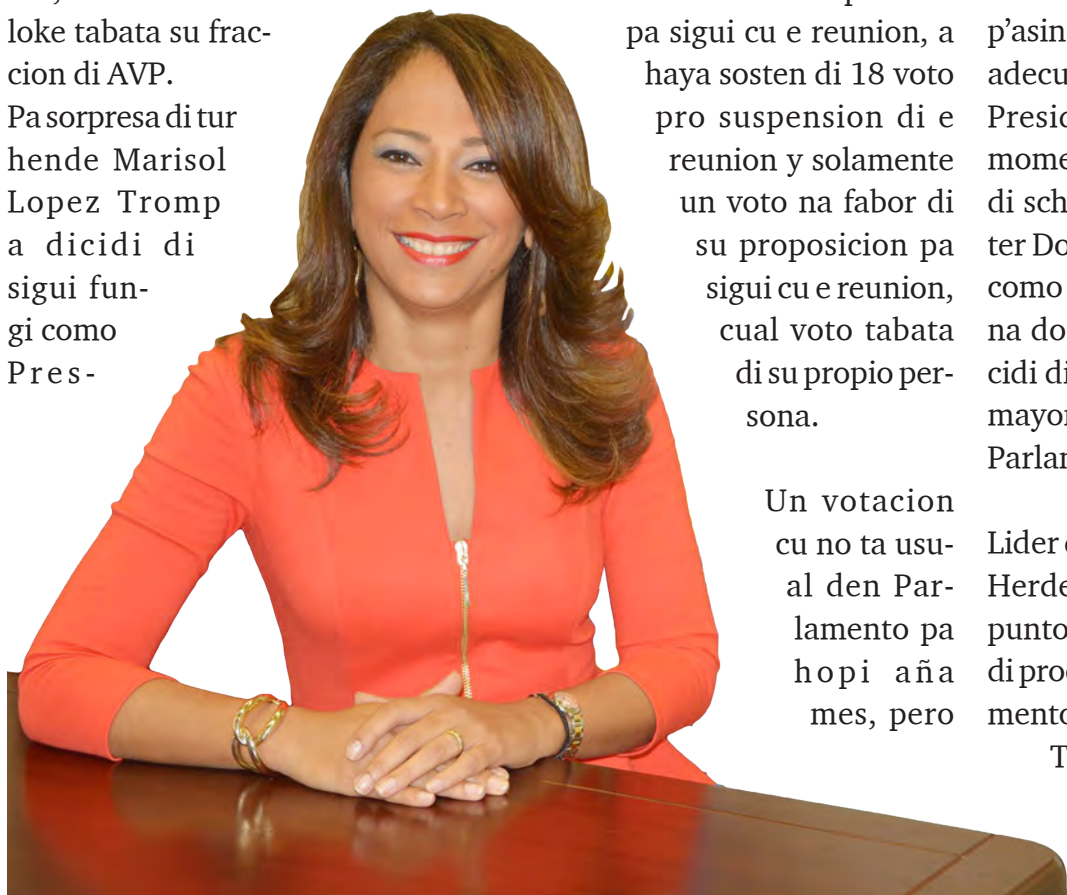 loke tabata su frac-
cion di AVP.
Pa sorpresa di tur
hende Marisol
Lopez Tromp
a dicidi di
sigui fun-
gi como
Pres-
pa sigui cu e reunion, a
haya sosten di 18 voto
pro suspension di e
reunion y solamente
un voto na fabor di
su proposicion pa
sigui cu e reunion,
cual voto tabata
di su propio per-
sona.
Un votacion
cu no ta usu-
al den Par-
lamento pa
hopi aña
mes, pero
p'asin
adecu
Presid
mome
di sch
ter Do
como
na do
cidi di
mayor
Parlam
Lider
Herde
punto
di pro
mento
T